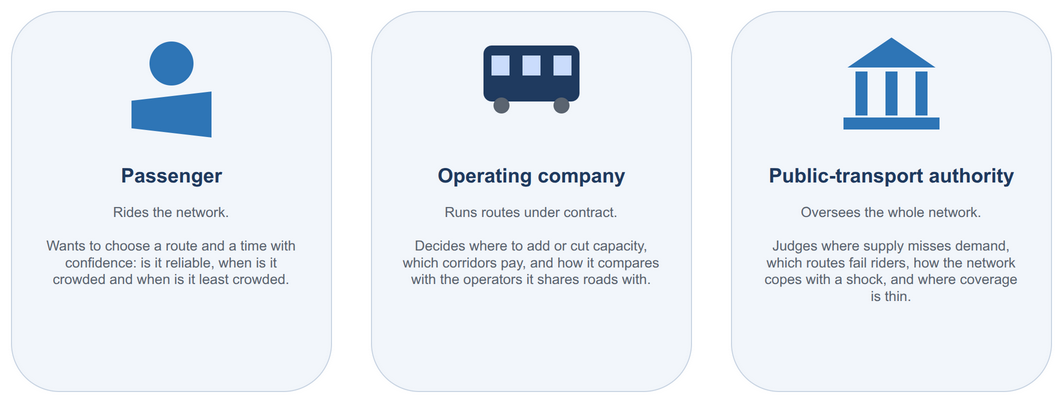 Passenger
Rides the network.
Wants to choose a route and a time with
confidence: is it reliable, when is it
crowded and when is it least crowded.
Operating company
Runs routes under contract.
Decides where to add or cut capacity,
which corridors pay, and how it compares
with the operators it shares roads with.
Public-transport authority
Oversees the whole network.
Judges where supply misses demand,
which routes fail riders, how the network
copes with a shock, and where coverage
is thin.